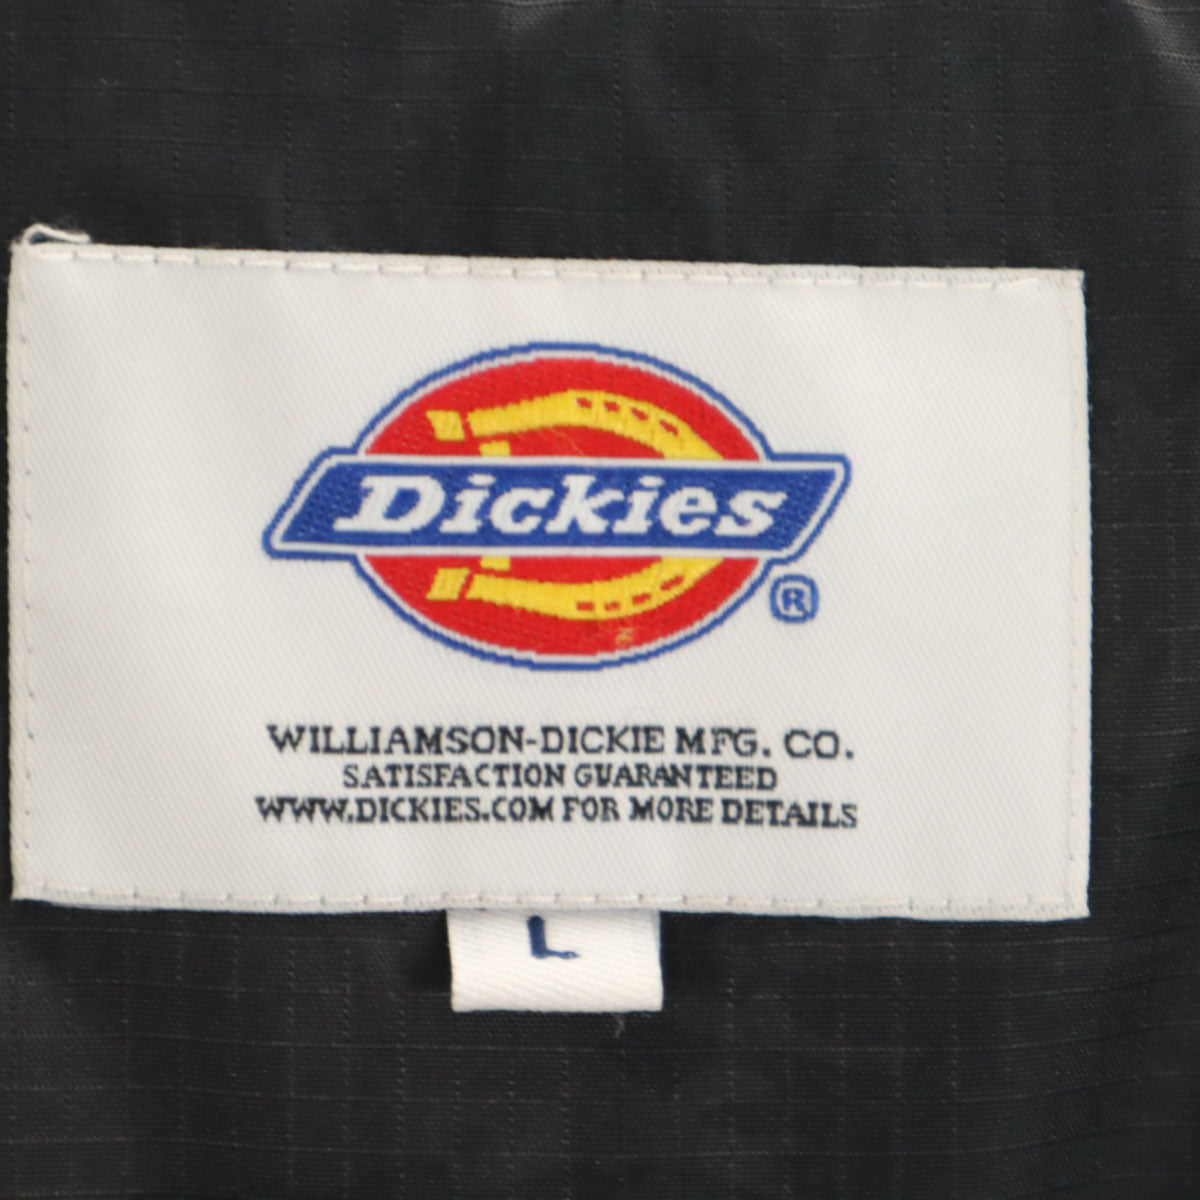 Dickies
®
WILLIAMSON-DICKIE MFG. CO.
SATISFACTION GUARANTEED
WWW.DICKIES.COM FOR MORE DETAILS
L